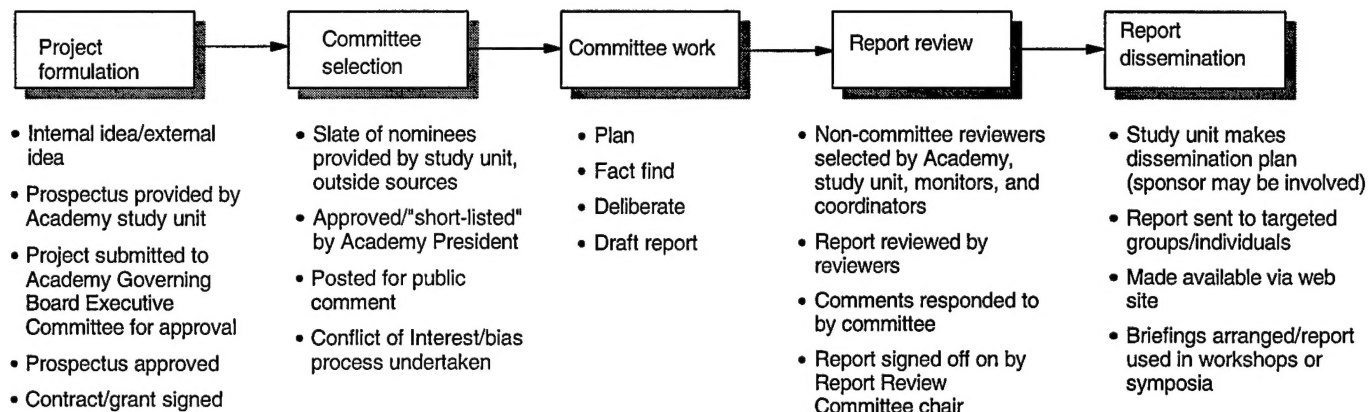 Project
formulation
Committee
selection
Committee work
Report review
Report
dissemination
• Internal idea/external
idea
• Prospectus provided by
Academy study unit
• Project submitted to
Academy Governing
Board Executive
Committee for approval
• Prospectus approved
• Contract/grant signed
• Slate of nominees
provided by study unit,
outside sources
• Approved/"short-listed"
by Academy President
• Posted for public
comment
• Conflict of Interest/bias
process undertaken
• Plan
• Fact find
• Deliberate
• Draft report
• Non-committee reviewers
selected by Academy,
study unit, monitors, and
coordinators
• Report reviewed by
reviewers
• Comments responded to
by committee
• Report signed off on by
Report Review
Committee chair
• Study unit makes
dissemination plan
(sponsor may be involved)
• Report sent to targeted
groups/individuals
• Made available via web
site
• Briefings arranged/report
used in workshops or
symposia